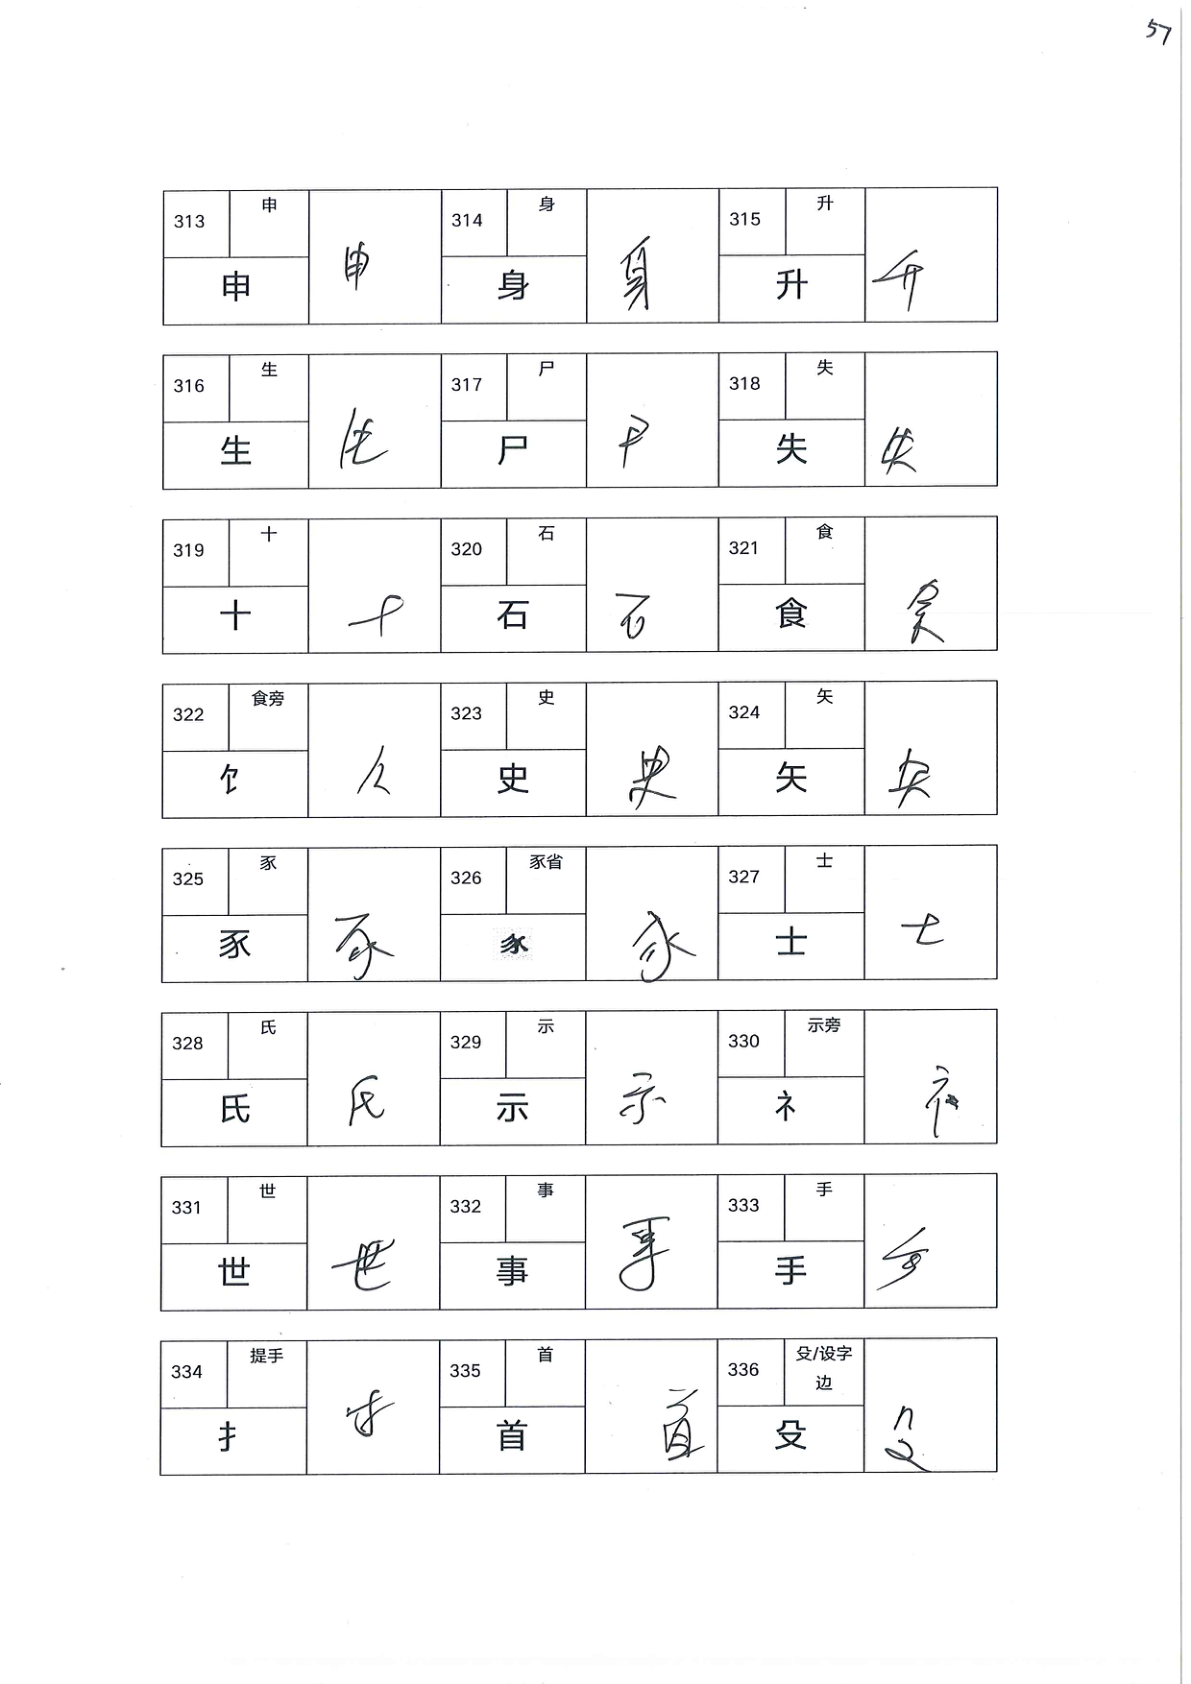 57
313 申 申 314 身 身 315 升 升
申 身 升
316 生 生 317 尸 尸 318 失 失
生 尸 失
319 十 十 320 石 石 321 食 食
十 石 食
322 食旁 饣 323 史 史 324 矢 矢
饣 史 矢
325 豕 豕 326 豕省 327 士 士
豕 士
328 氏 氏 329 示 示 330 示旁 礻
氏 示 礻
331 世 世 332 事 事 333 手 手
世 事 手
334 提手 扌 335 首 首 336 殳/设字边 殳
扌 首 殳